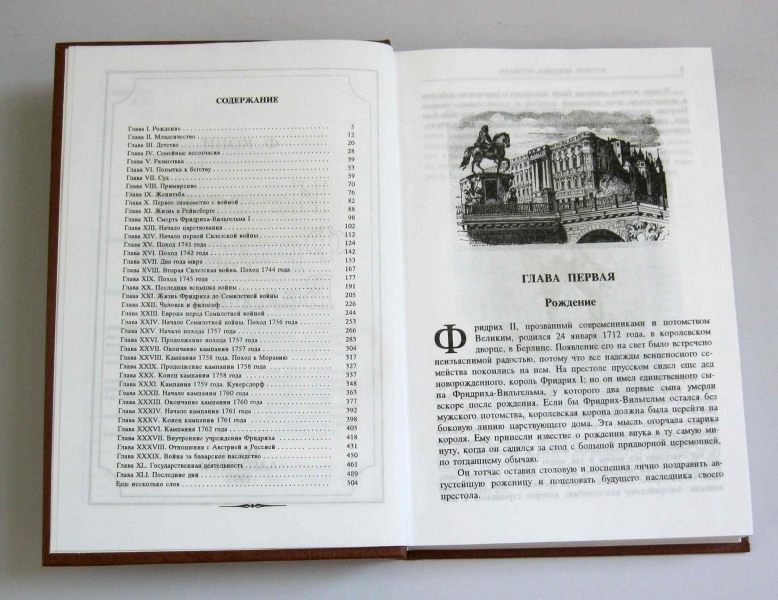 СОДЕРЖАНИЕ
Глава I. Рождение 5
Глава II. Младенчество 12
Глава III. Детство 20
Глава IV. Семейные несогласия 28
Глава V. Размолвка 39
Глава VI. Попытка к бегству 53
Глава VII. Суд 59
Глава VIII. Примирение 70
Глава IX. Женитьба 76
Глава X. Первое знакомство с войной 82
Глава XI. Жизнь в Рейнсберге 88
Глава XII. Смерть Фридриха-Вильгельма I 98
Глава XIII. Начало царствования 102
Глава XIV. Начало первой Силезской войны 112
Глава XV. Поход 1741 года 124
Глава XVI. Поход 1742 года 142
Глава XVII. Два года мира 153
Глава XVIII. Вторая Силезская война. Поход 1744 года 167
Глава XIX. Поход 1745 года 177
Глава XX. Последняя вспышка войны 191
Глава XXI. Жизнь Фридриха до Семилетней войны 205
Глава XXII. Человек и философ 226
Глава XXIII. Европа перед Семилетней войной 244
Глава XXIV. Начало Семилетней войны. Поход 1756 года 253
Глава XXV. Начало похода 1757 года 266
Глава XXVI. Продолжение похода 1757 года 283
Глава XXVII. Окончание кампании 1757 года 304
Глава XXVIII. Кампания 1758 года. Поход в Моравию 317
Глава XXIX. Продолжение кампании 1758 года 327
Глава XXX. Конец кампании 1758 года 337
Глава XXXI. Кампания 1759 года. Кунерсдорф 348
Глава XXXII. Начало кампании 1760 года 363
Глава XXXIII. Окончание кампании 1760 года 377
Глава XXXIV. Начало кампании 1761 года 392
Глава XXXV. Конец кампании 1761 года 398
Глава XXXVI. Кампания 1762 года 405
Глава XXXVII. Внутренние учреждения Фридриха 418
Глава XXXVIII. Отношения с Австрией и Россией 431
Глава XXXIX. Война за баварское наследство 450
Глава XL. Государственная деятельность 461
Глава XLI. Последние дни 489
Еще несколько слов 504
ГЛАВА ПЕРВАЯ
Рождение
Фридрих II, прозванный современниками и потомством
Великим, родился 24 января 1712 года, в королевском
дворце, в Берлине. Появление его на свет было встречено
неизъяснимой радостью, потому что все надежды венценосного се-
мейства покоились на нем. На престоле прусском сидел еще дед
новорожденного, король Фридрих I; но он имел единственного сы-
на Фридриха-Вильгельма, у которого два первые сына умерли
вскоре после рождения. Если бы Фридрих-Вильгельм остался без
мужского потомства, королевская корона должна была перейти на
боковую линию царствующего дома. Эта мысль огорчала старика
короля. Ему принесли известие о рождении внука в ту самую ми-
нуту, когда он садился за стол с большой придворной церемонией,
по тогдашнему обычаю.
Он тотчас оставил столовую и поспешил лично поздравить ав-
густейшую роженицу и поцеловать будущего наследника своего
престола.